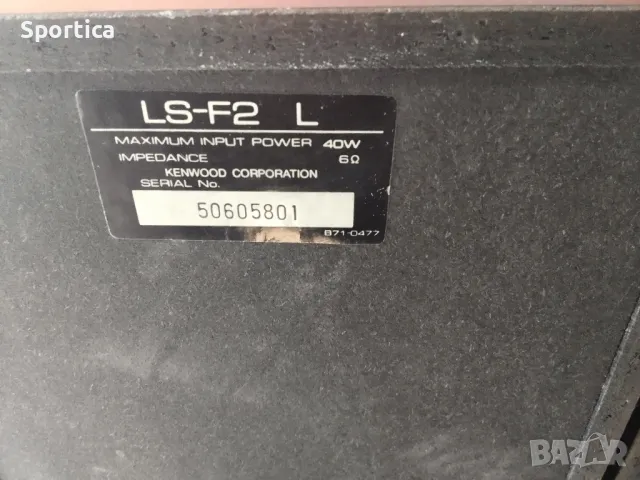 Sportica
LS-F2 L
MAXIMUM INPUT POWER 40W
IMPEDANCE 6Ω
KENWOOD CORPORATION
SERIAL No.
50605801
B71-0477
BAZAR